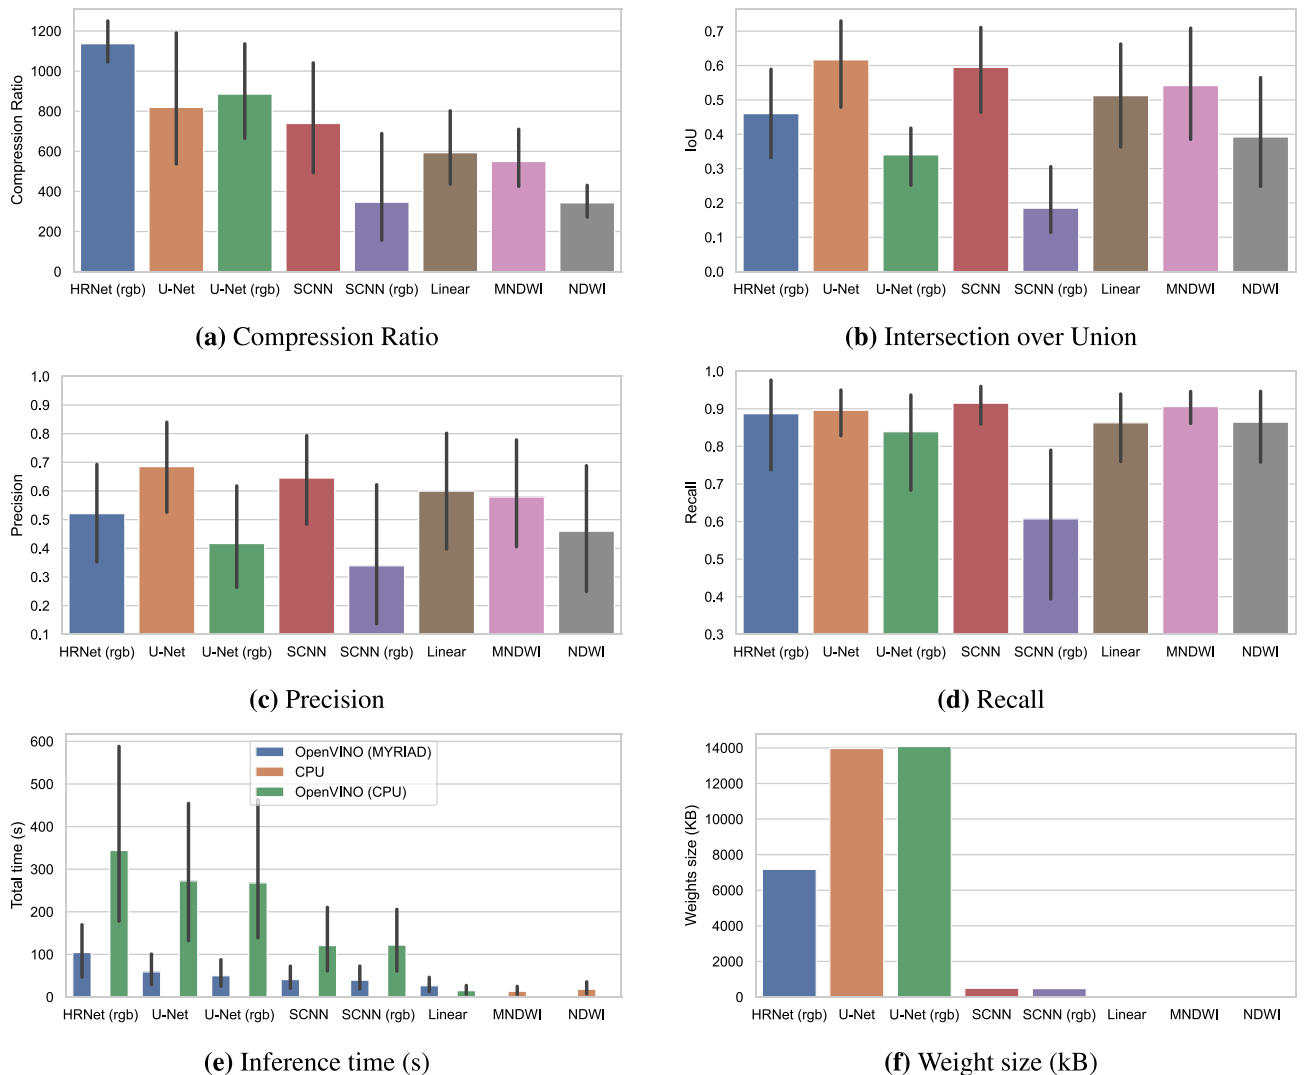 1200
1000
800
600
400
200
0
Compression Ratio
HRNet (rgb) U-Net U-Net (rgb) SCNN SCNN (rgb) Linear MNDWI NDWI
(a) Compression Ratio
0.7
0.6
0.5
0.4
0.3
0.2
0.1
0.0
IoU
HRNet (rgb) U-Net U-Net (rgb) SCNN SCNN (rgb) Linear MNDWI NDWI
(b) Intersection over Union
1.0
0.9
0.8
0.7
0.6
0.5
0.4
0.3
0.2
0.1
Precision
HRNet (rgb) U-Net U-Net (rgb) SCNN SCNN (rgb) Linear MNDWI NDWI
(c) Precision
1.0
0.9
0.8
0.7
0.6
0.5
0.4
0.3
Recall
HRNet (rgb) U-Net U-Net (rgb) SCNN SCNN (rgb) Linear MNDWI NDWI
(d) Recall
600
500
400
300
200
100
0
Total time (s)
OpenVINO (MYRIAD)
CPU
OpenVINO (CPU)
HRNet (rgb) U-Net U-Net (rgb) SCNN SCNN (rgb) Linear MNDWI NDWI
(e) Inference time (s)
14000
12000
10000
8000
6000
4000
2000
0
Weights size (KB)
HRNet (rgb) U-Net U-Net (rgb) SCNN SCNN (rgb) Linear MNDWI NDWI
(f) Weight size (kB)